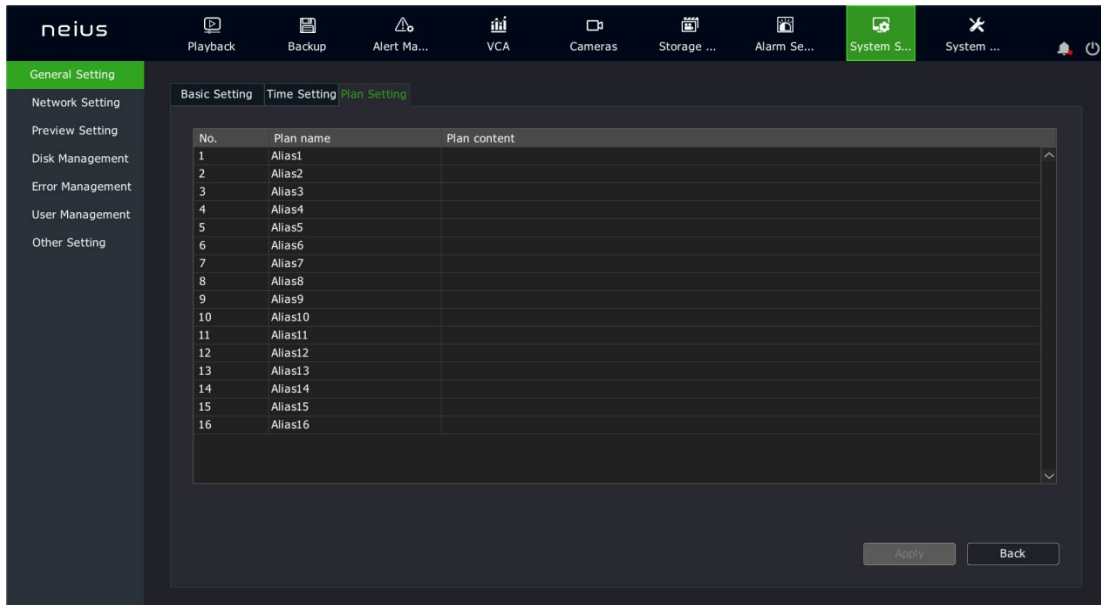 neius
Playback
Backup
Alert Ma...
VCA
Cameras
Storage ...
Alarm Se...
System S...
System ...
General Setting
Network Setting
Preview Setting
Disk Management
Error Management
User Management
Other Setting
Basic Setting Time Setting Plan Setting
No. Plan name Plan content
1 Alias1
2 Alias2
3 Alias3
4 Alias4
5 Alias5
6 Alias6
7 Alias7
8 Alias8
9 Alias9
10 Alias10
11 Alias11
12 Alias12
13 Alias13
14 Alias14
15 Alias15
16 Alias16
Apply Back